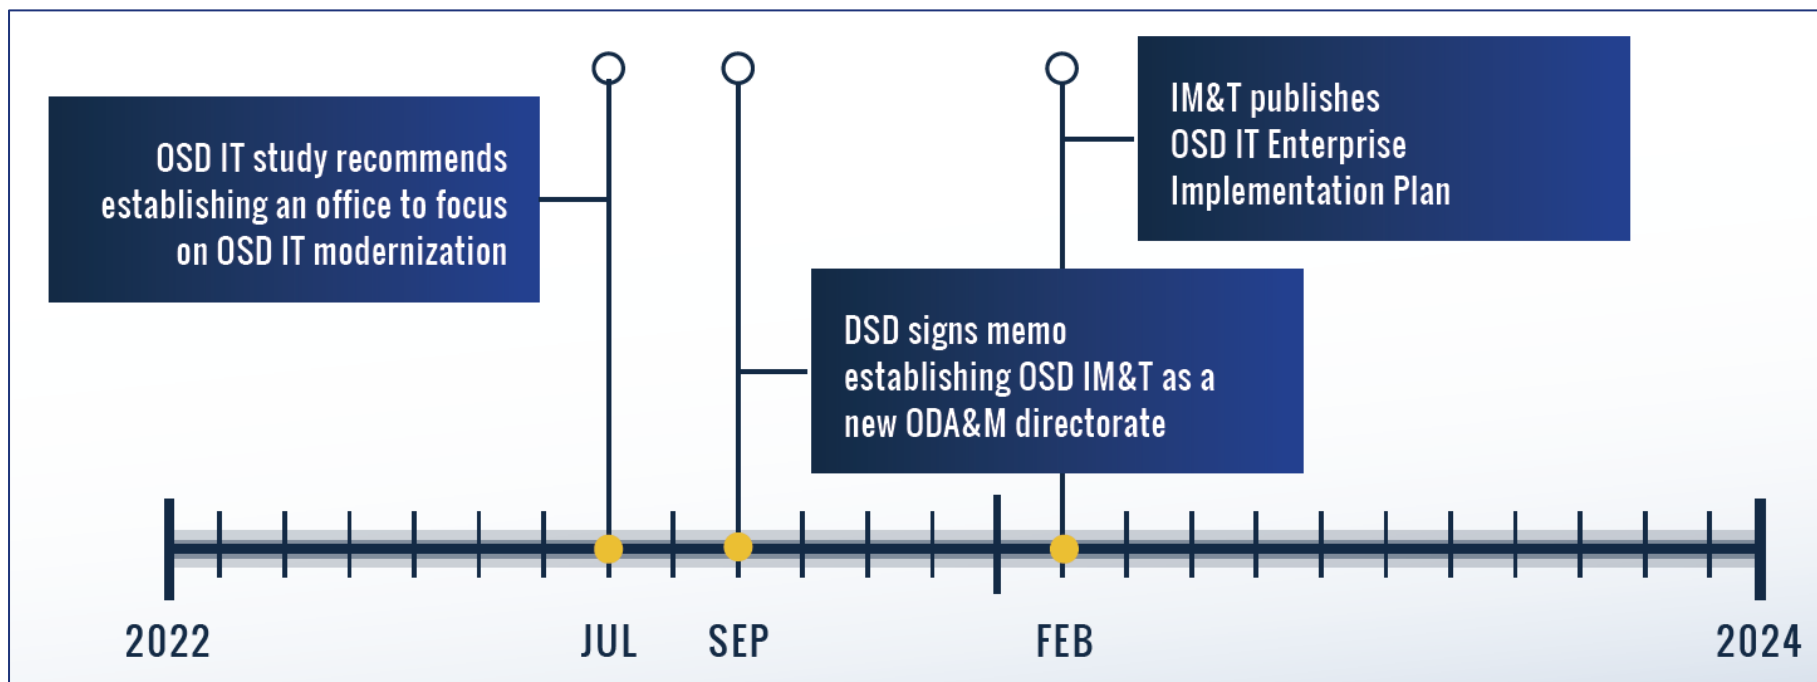 OSD IT study recommends
establishing an office to focus
on OSD IT modernization
DSD signs memo
establishing OSD IM&T as a
new ODA&M directorate
IM&T publishes
OSD IT Enterprise
Implementation Plan
2022
JUL
SEP
FEB
2024